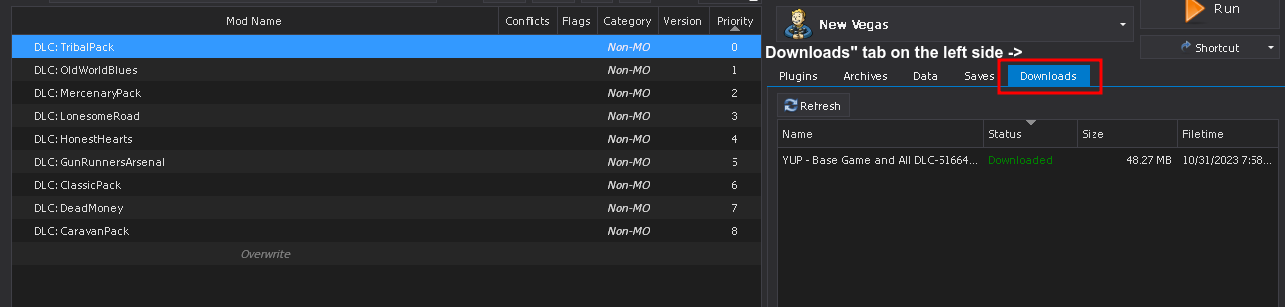 Mod Name Conflicts Flags Category Version Priority
DLC: TribalPack Non-MO 0
DLC: OldWorldBlues Non-MO 1
DLC: MercenaryPack Non-MO 2
DLC: LonesomeRoad Non-MO 3
DLC: HonestHearts Non-MO 4
DLC: GunRunnersArsenal Non-MO 5
DLC: ClassicPack Non-MO 6
DLC: DeadMoney Non-MO 7
DLC: CaravanPack Non-MO 8
Overwrite
New Vegas
Run
Downloads" tab on the left side ->
Shortcut
Plugins Archives Data Saves Downloads
Refresh
Name Status Size Filetime
YUP - Base Game and All DLC-51664... Downloaded 48.27 MB 10/31/2023 7:58...